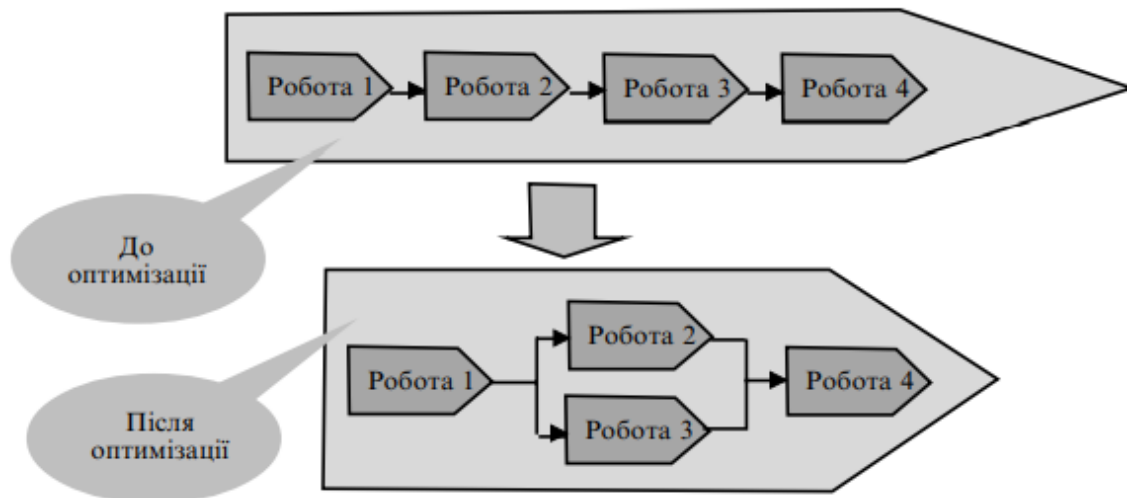 Робота 1
Робота 2
Робота 3
Робота 4
До
оптимізації
Робота 1
Робота 2
Робота 3
Робота 4
Після
оптимізації